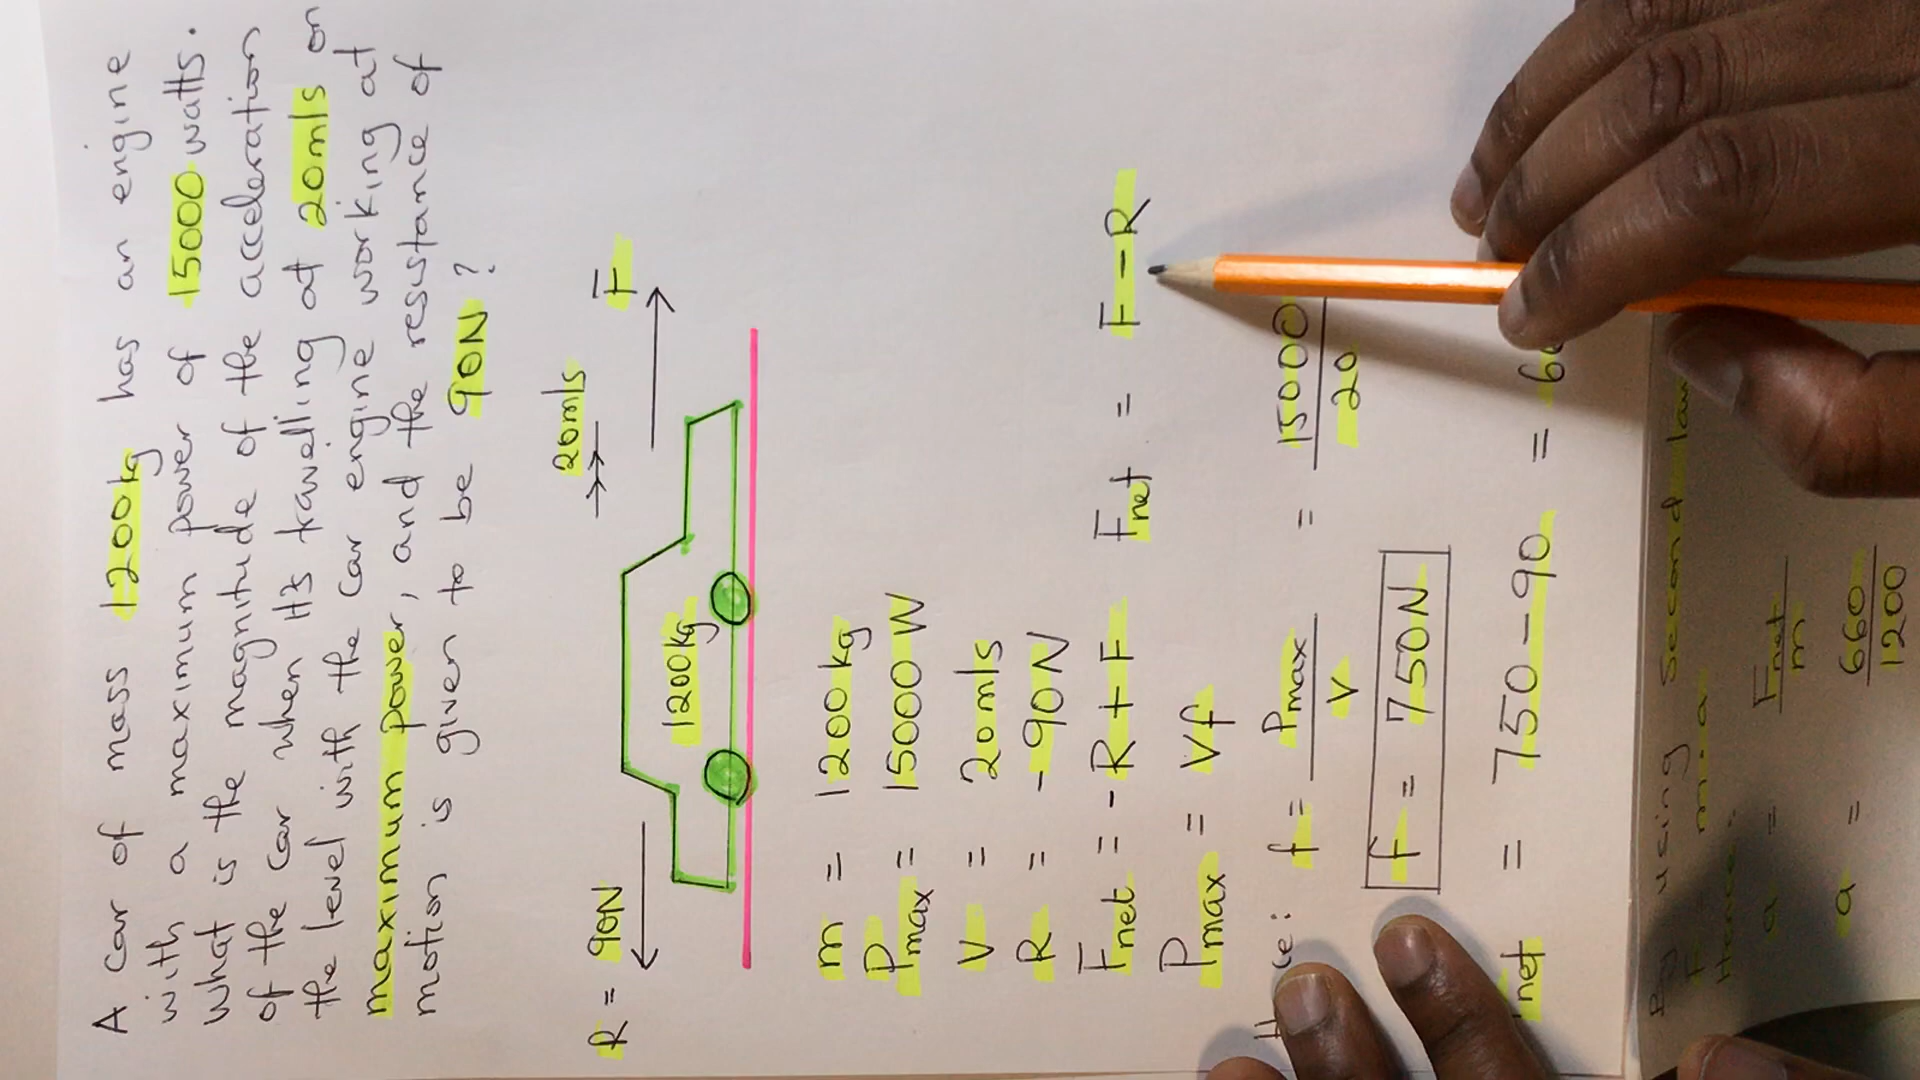 A car of mass 1200kg has an engine
with a maximum power of 15000 watts.
what is the magnitude of the acceleration
of the car when its travelling at 20m/s on
the level with the car engine working at
maximum power, and the resistance of
motion is given to be 90N?
20m/s
R = 90N
F
1200kg
m = 1200kg
Pmax = 15000W
V = 20m/s
R = -90N
Fnet = -R+F Fnet = F-R
Pmax = Vf
f = Pmax/V = 15000/20
f = 750N
net = 750-90 =
By using Second law
F = m.a
Hence:
a = Fnet/m
a = 660/1200